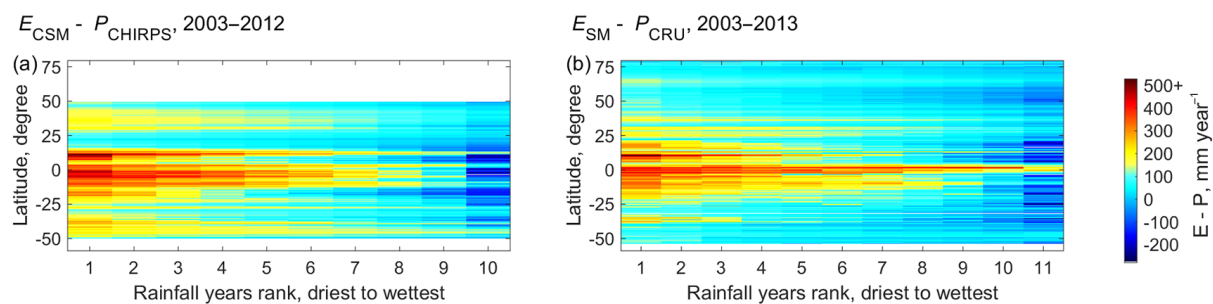 E_CSM - P_CHIRPS, 2003–2012
(a)
75
50
25
0
-25
-50
Latitude, degree
1 2 3 4 5 6 7 8 9 10
Rainfall years rank, driest to wettest
E_SM - P_CRU, 2003–2013
(b)
75
50
25
0
-25
-50
Latitude, degree
1 2 3 4 5 6 7 8 9 10 11
Rainfall years rank, driest to wettest
500+
400
300
200
100
0
-100
-200
E - P, mm year⁻¹